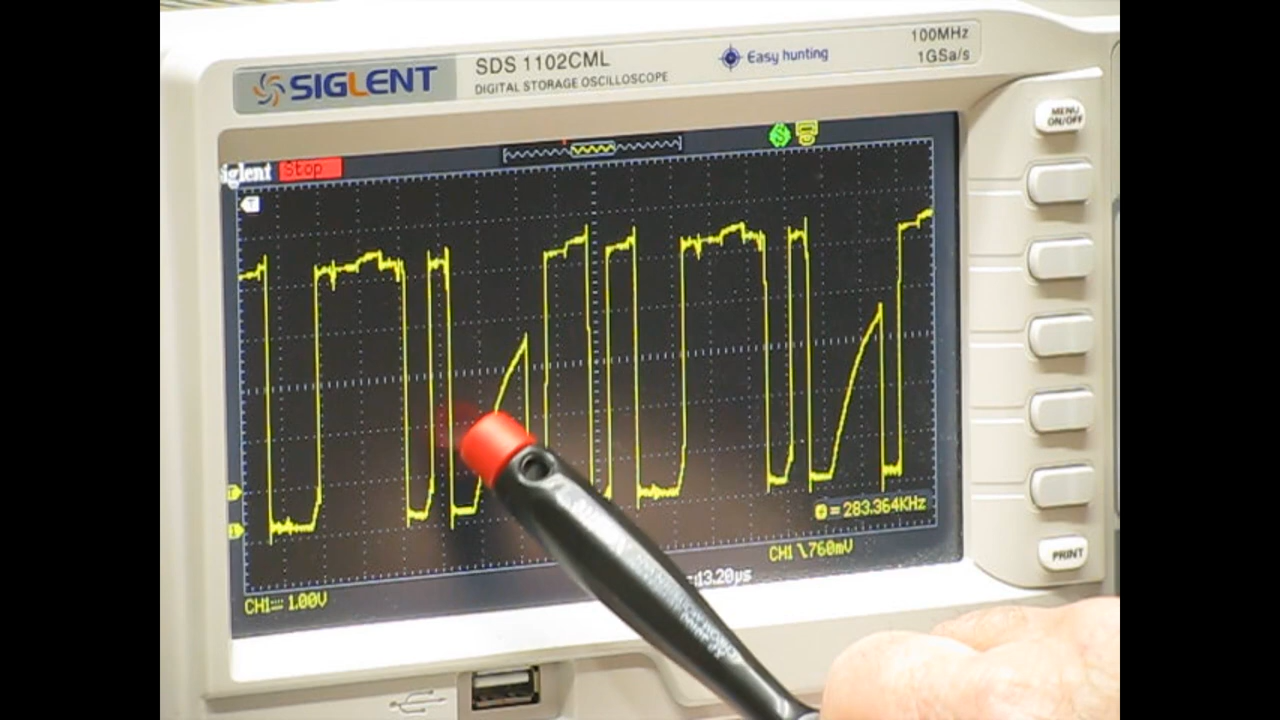 SIGLENT
SDS 1102CML
DIGITAL STORAGE OSCILLOSCOPE
Easy hunting
100MHz
1GSa/s
MENU
ON/OFF
iglent
Stop
T
= 283.364KHz
CH1 1.00V
:13.20µs
CH1 \760mV
PRINT